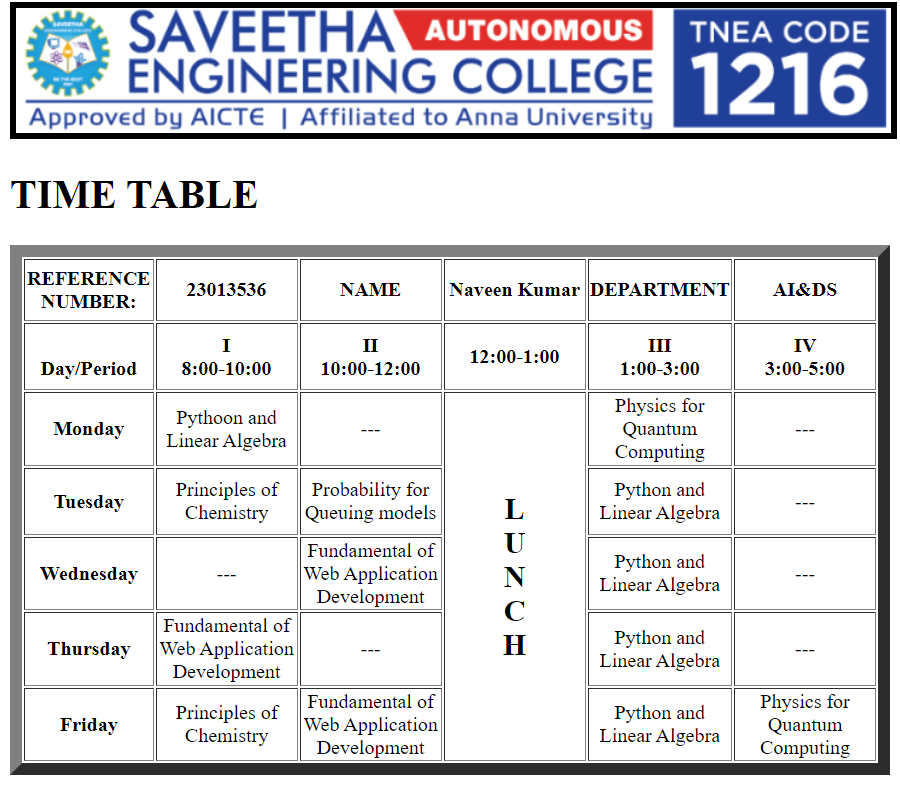 SAVEETHA AUTONOMOUS
ENGINEERING COLLEGE
Approved by AICTE | Affiliated to Anna University
TNEA CODE
1216
TIME TABLE
REFERENCE
NUMBER:
23013536
NAME
Naveen Kumar
DEPARTMENT
AI&DS
Day/Period
I
8:00-10:00
II
10:00-12:00
12:00-1:00
III
1:00-3:00
IV
3:00-5:00
Monday
Pythoon and
Linear Algebra
---
L
U
N
C
H
Physics for
Quantum
Computing
---
Tuesday
Principles of
Chemistry
Probability for
Queuing models
Python and
Linear Algebra
---
Wednesday
---
Fundamental of
Web Application
Development
Python and
Linear Algebra
---
Thursday
Fundamental of
Web Application
Development
---
Python and
Linear Algebra
---
Friday
Principles of
Chemistry
Fundamental of
Web Application
Development
Python and
Linear Algebra
Physics for
Quantum
Computing